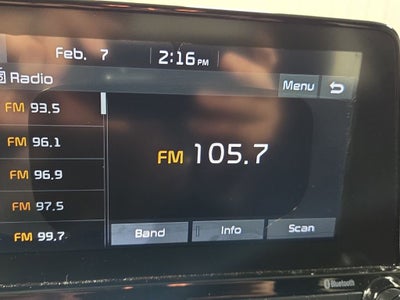 Feb. 7 2:16 PM
Radio
Menu
FM 93.5
FM 96.1
FM 96.9
FM 97.5
FM 99.7
FM 105.7
Band Info Scan
Bluetooth